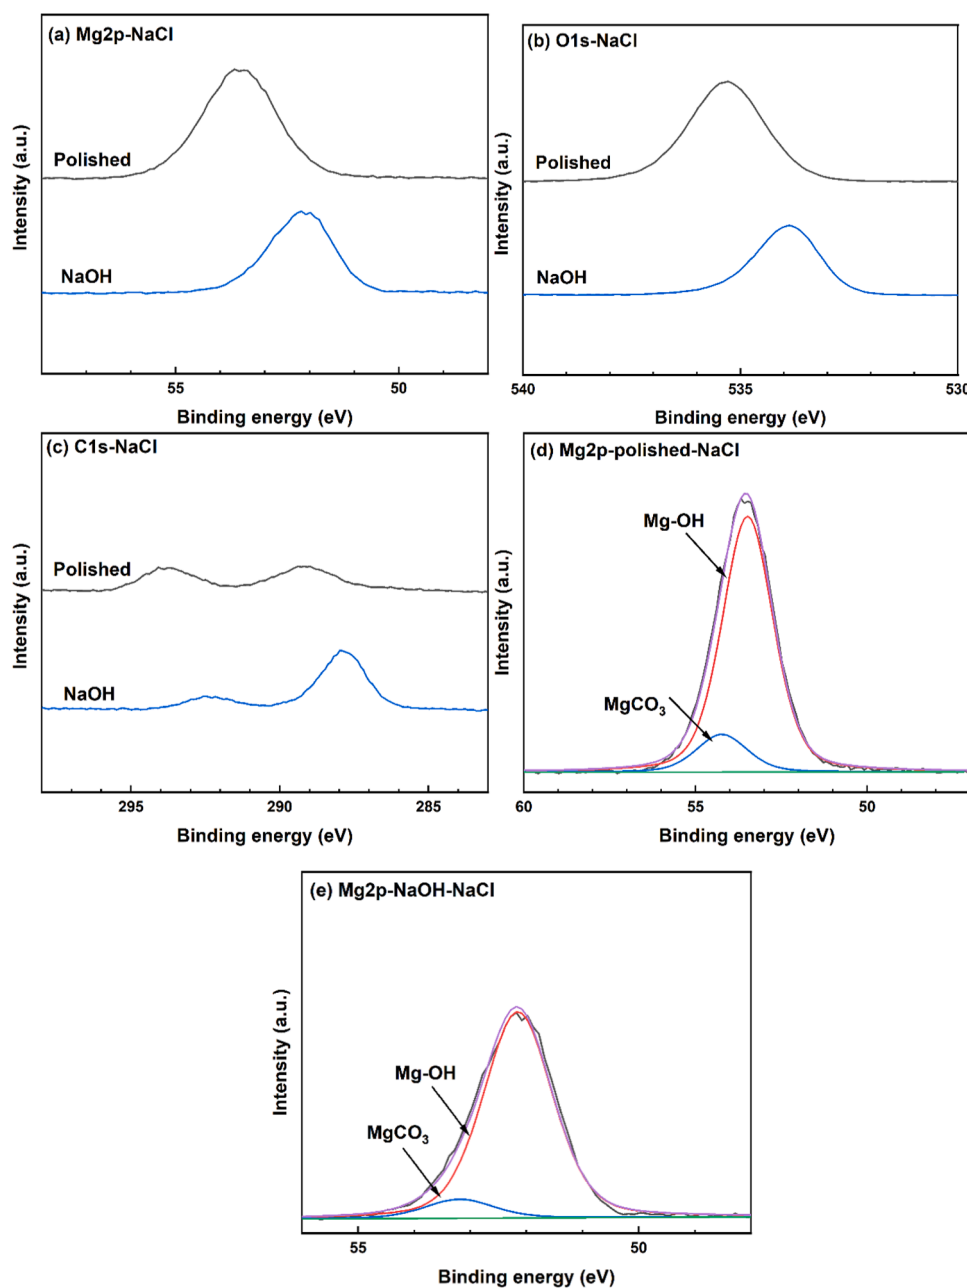 (a) Mg2p-NaCl
Polished
NaOH
Intensity (a.u.)
55
50
Binding energy (eV)
(b) O1s-NaCl
Polished
NaOH
Intensity (a.u.)
540
535
530
Binding energy (eV)
(c) C1s-NaCl
Polished
NaOH
Intensity (a.u.)
295
290
285
Binding energy (eV)
(d) Mg2p-polished-NaCl
Mg-OH
MgCO3
Intensity (a.u.)
60
55
50
Binding energy (eV)
(e) Mg2p-NaOH-NaCl
Mg-OH
MgCO3
Intensity (a.u.)
55
50
Binding energy (eV)